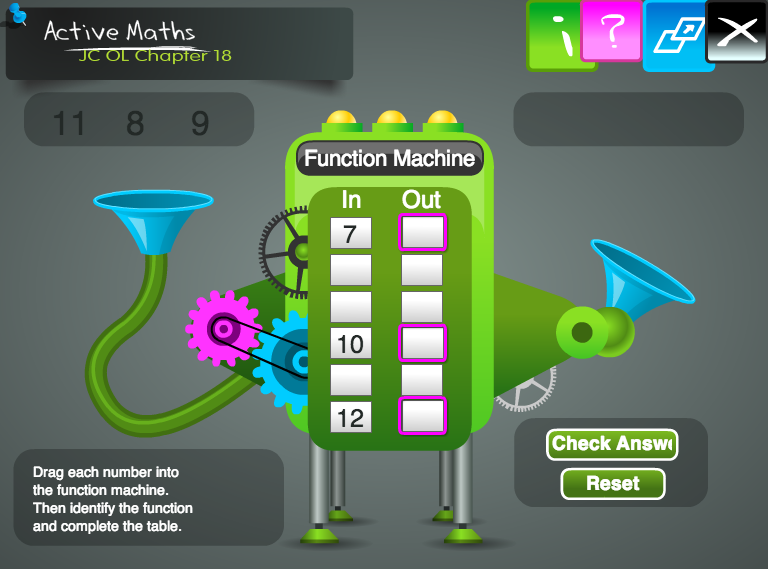 Active Maths
JC OL Chapter 18
i ?
11 8 9
Function Machine
In Out
7
10
12
Drag each number into
the function machine.
Then identify the function
and complete the table.
Check Answ
Reset